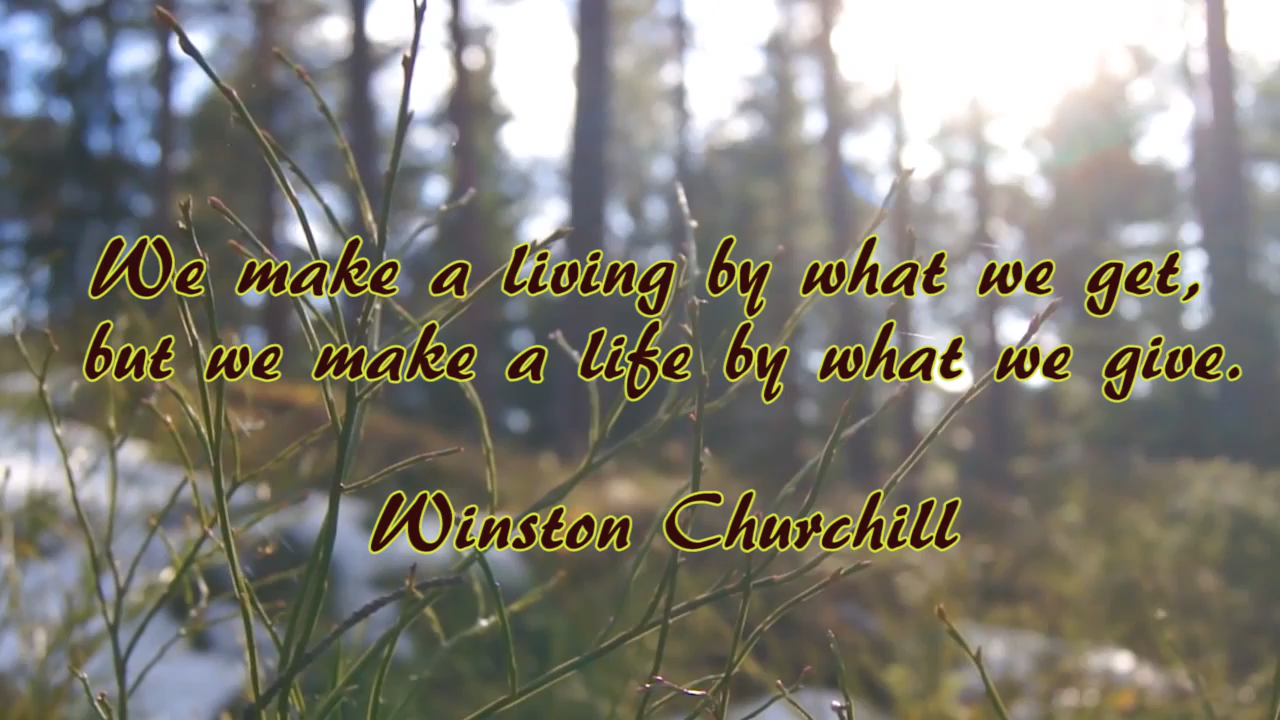 We make a living by what we get,
but we make a life by what we give.
Winston Churchill